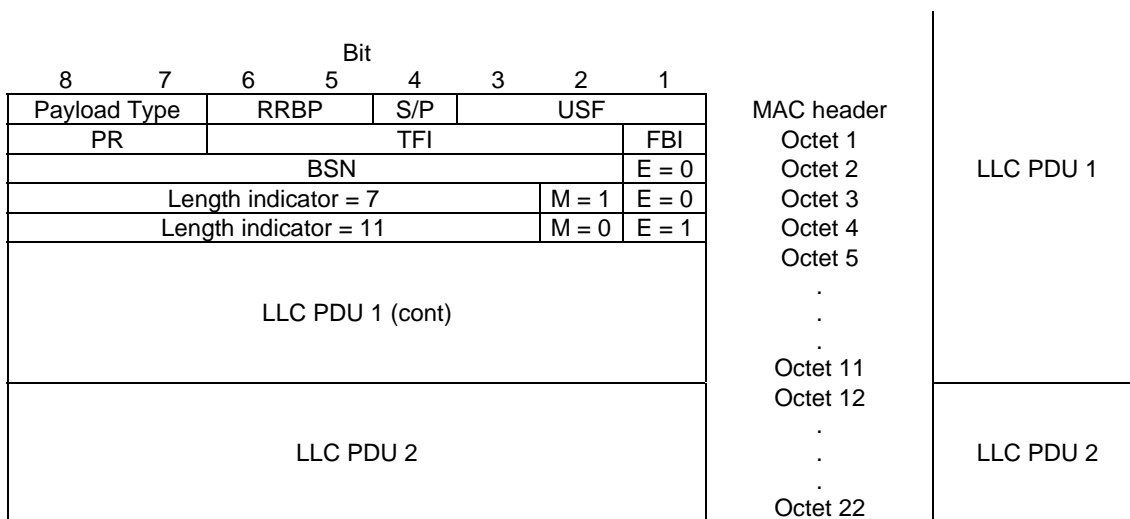 Bit
8 7 6 5 4 3 2 1
Payload Type RRBP S/P USF MAC header
PR TFI FBI Octet 1
BSN E = 0 Octet 2 LLC PDU 1
Length indicator = 7 M = 1 E = 0 Octet 3
Length indicator = 11 M = 0 E = 1 Octet 4
Octet 5
.
LLC PDU 1 (cont) .
.
Octet 11
Octet 12
.
LLC PDU 2 . LLC PDU 2
.
Octet 22